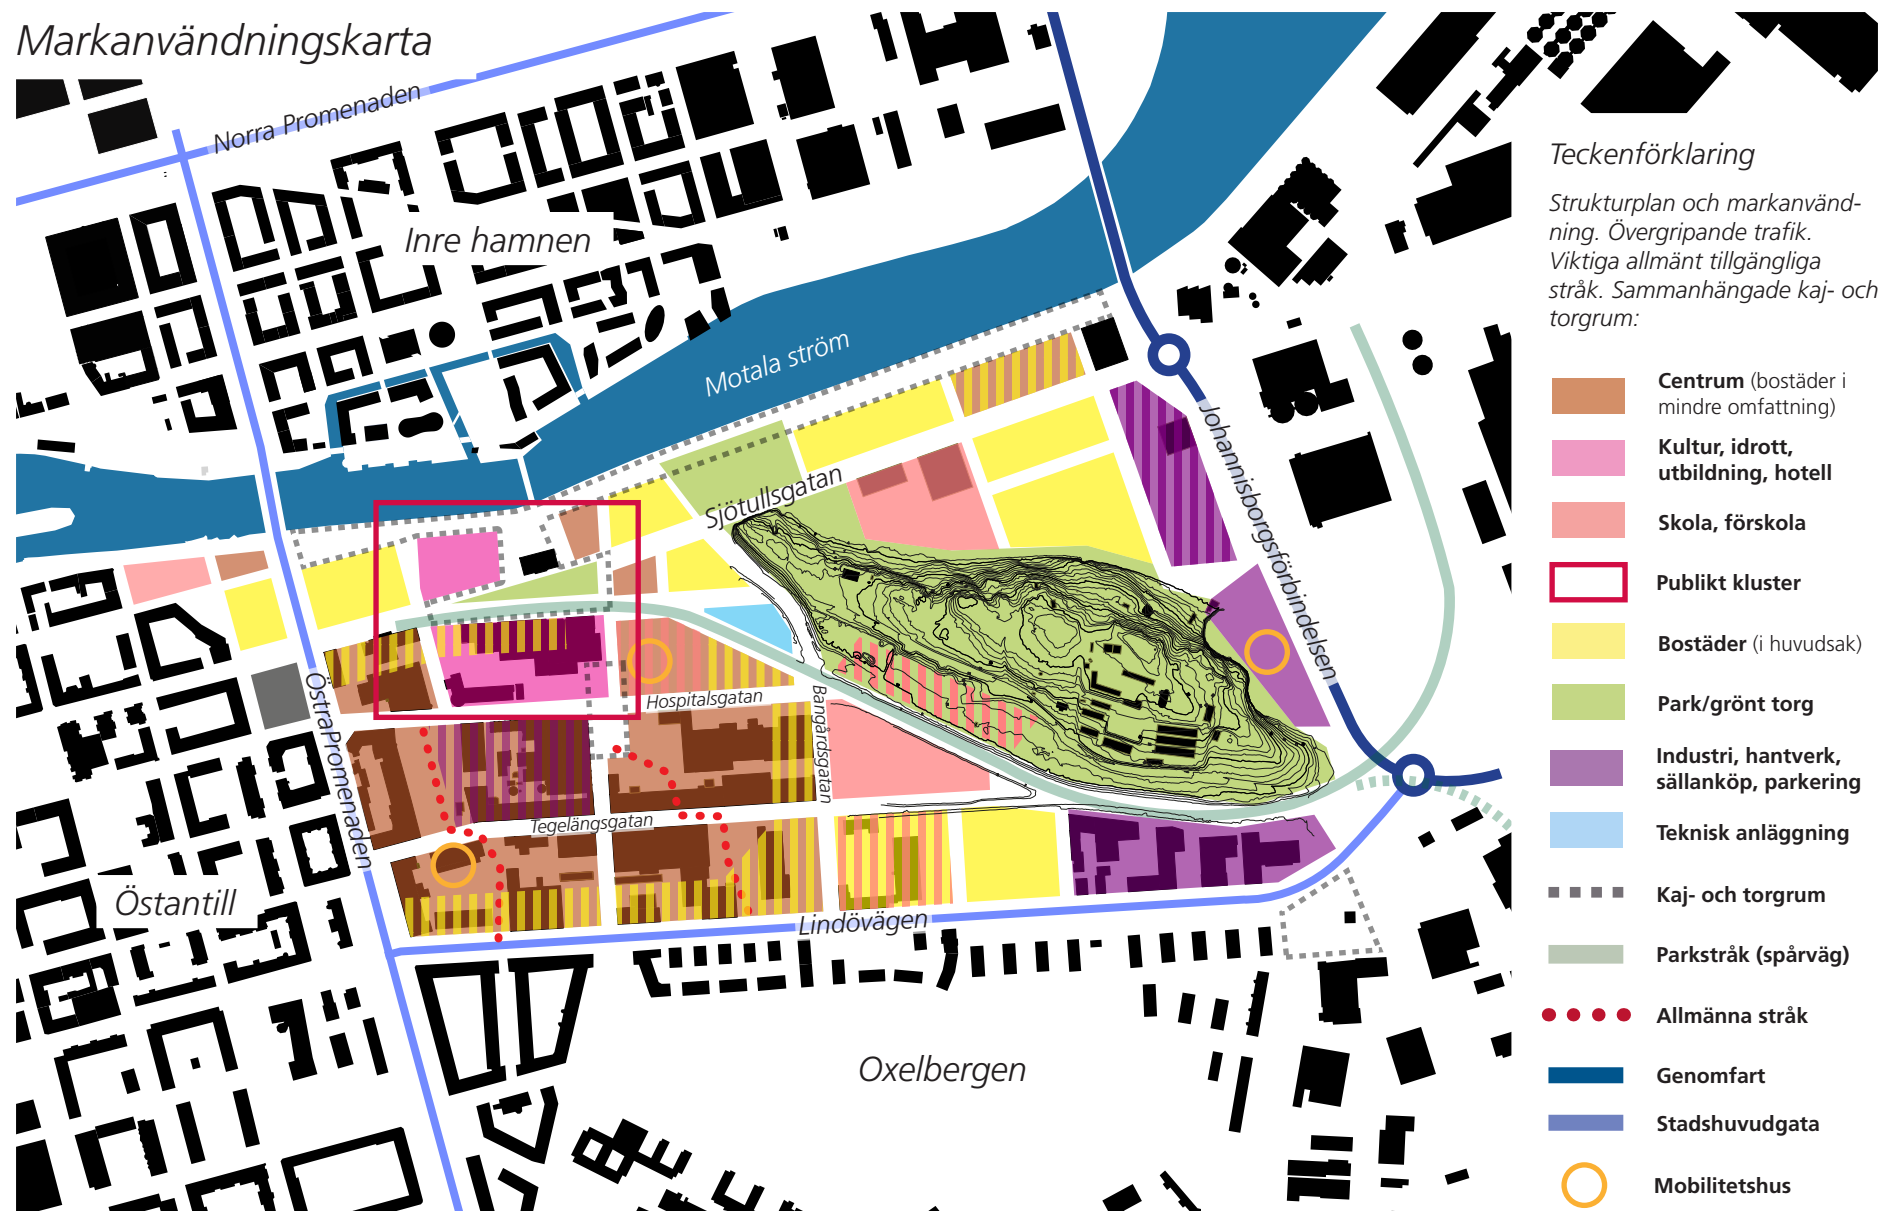 Markanvändningskarta
Norra Promenaden
Inre hamnen
Motala ström
Sjötullsgatan
Johannisborgsförbindelsen
Östra Promenaden
Hospitalsgatan
Bangårdsgatan
Tegelängsgatan
Lindövägen
Östantill
Oxelbergen
Teckenförklaring
Strukturplan och markanvänd-
ning. Övergripande trafik.
Viktiga allmänt tillgängliga
stråk. Sammanhängade kaj- och
torgrum:
Centrum (bostäder i
mindre omfattning)
Kultur, idrott,
utbildning, hotell
Skola, förskola
Publikt kluster
Bostäder (i huvudsak)
Park/grönt torg
Industri, hantverk,
sällanköp, parkering
Teknisk anläggning
Kaj- och torgrum
Parkstråk (spårväg)
Allmänna stråk
Genomfart
Stadshuvudgata
Mobilitetshus